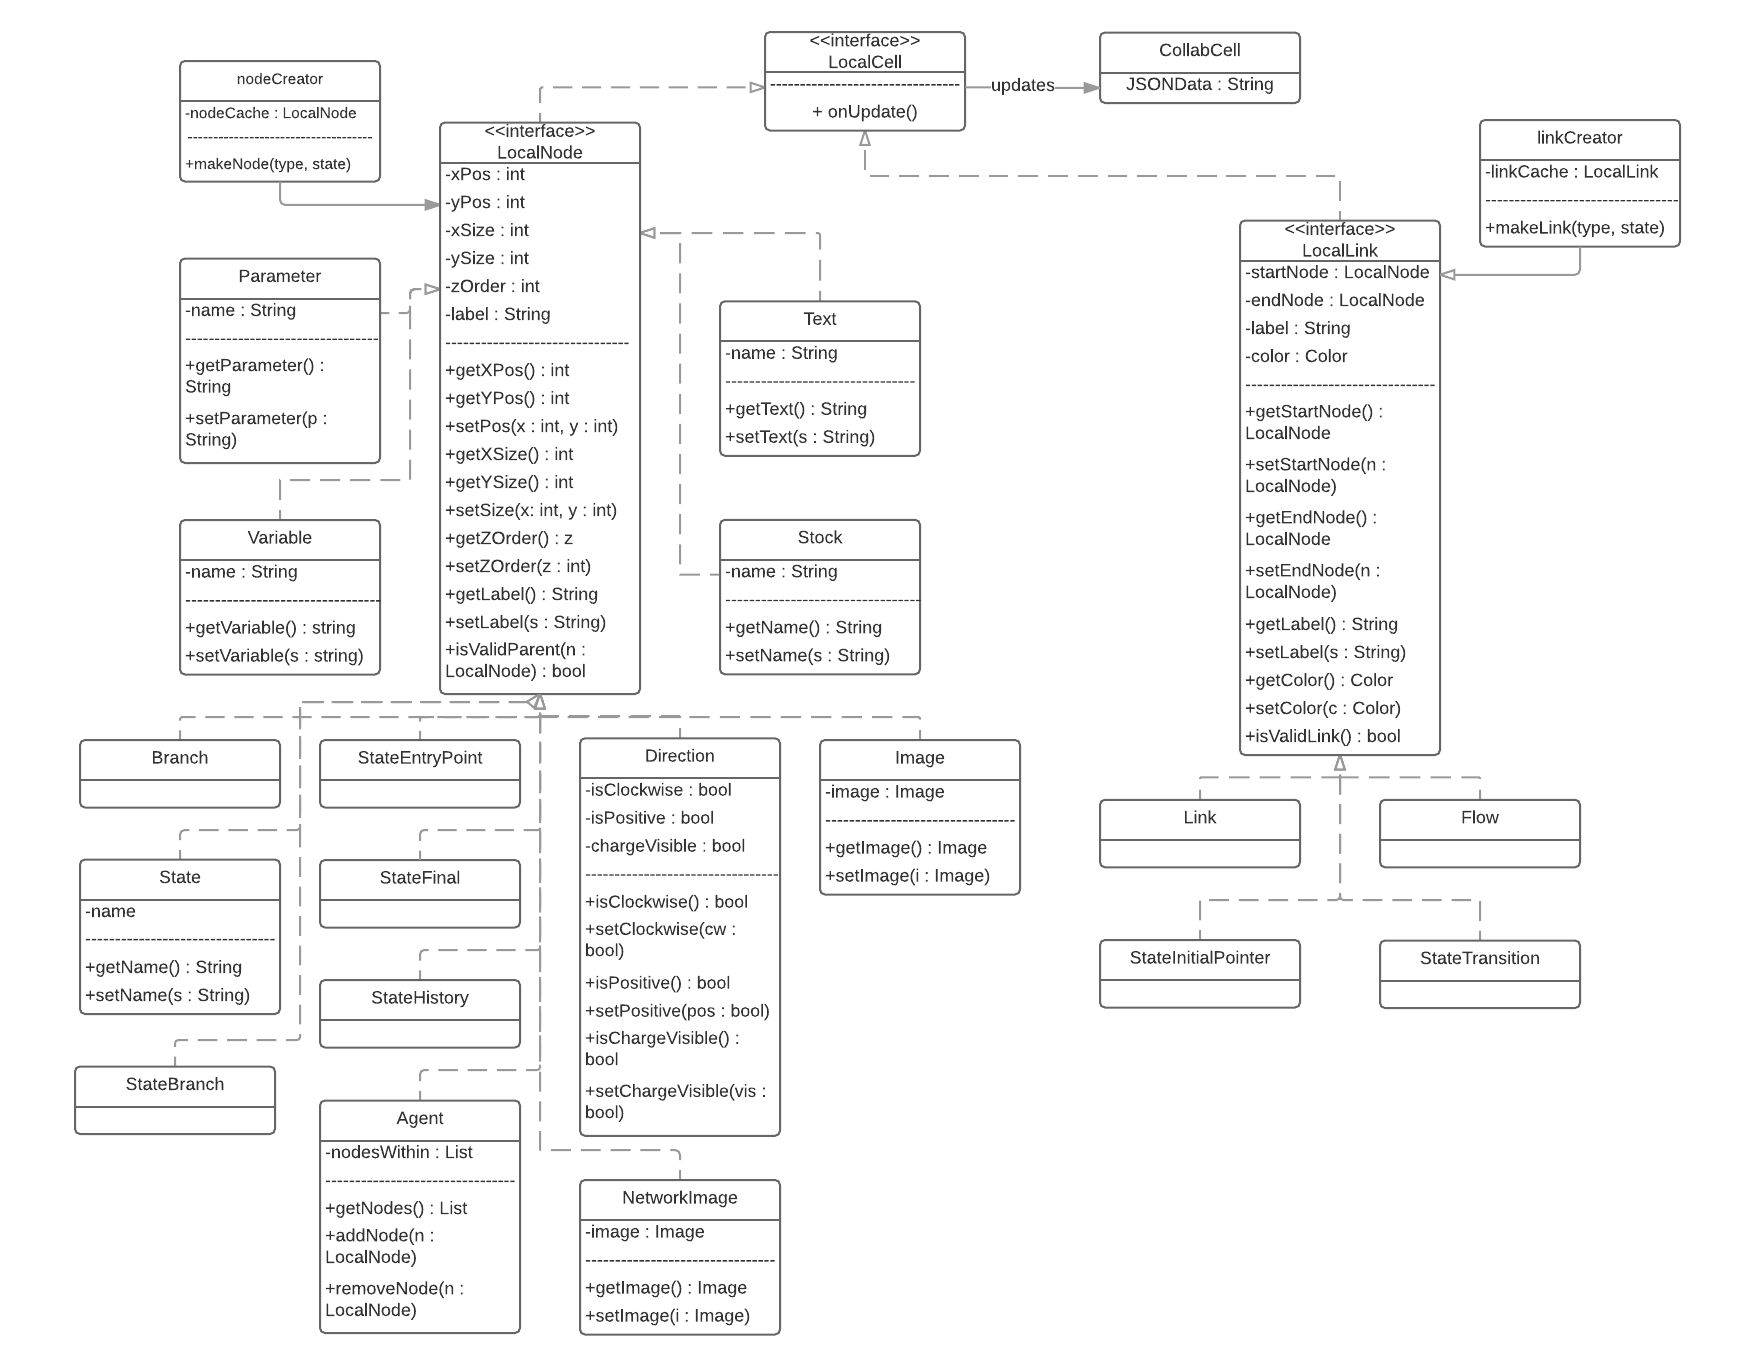 <<interface>>
LocalCell
+ onUpdate()
updates
CollabCell
JSONData : String
nodeCreator
-nodeCache : LocalNode
+makeNode(type, state)
<<interface>>
LocalNode
-xPos : int
-yPos : int
-xSize : int
-ySize : int
-zOrder : int
-label : String
+getXPos() : int
+getYPos() : int
+setPos(x : int, y : int)
+getXSize() : int
+getYSize() : int
+setSize(x: int, y : int)
+getZOrder() : z
+setZOrder(z : int)
+getLabel() : String
+setLabel(s : String)
+isValidParent(n :
LocalNode) : bool
linkCreator
-linkCache : LocalLink
+makeLink(type, state)
<<interface>>
LocalLink
-startNode : LocalNode
-endNode : LocalNode
-label : String
-color : Color
+getStartNode() :
LocalNode
+setStartNode(n :
LocalNode)
+getEndNode() :
LocalNode
+setEndNode(n :
LocalNode)
+getLabel() : String
+setLabel(s : String)
+getColor() : Color
+setColor(c : Color)
+isValidLink() : bool
Parameter
-name : String
+getParameter() :
String
+setParameter(p :
String)
Text
-name : String
+getText() : String
+setText(s : String)
Variable
-name : String
+getVariable() : string
+setVariable(s : string)
Stock
-name : String
+getName() : String
+setName(s : String)
Branch
StateEntryPoint
Direction
-isClockwise : bool
-isPositive : bool
-chargeVisible : bool
+isClockwise() : bool
+setClockwise(cw :
bool)
+isPositive() : bool
+setPositive(pos : bool)
+isChargeVisible() :
bool
+setChargeVisible(vis :
bool)
Image
-image : Image
+getImage() : Image
+setImage(i : Image)
Link
Flow
State
-name
+getName() : String
+setName(s : String)
StateFinal
StateHistory
StateInitialPointer
StateTransition
StateBranch
Agent
-nodesWithin : List
+getNodes() : List
+addNode(n :
LocalNode)
+removeNode(n :
LocalNode)
NetworkImage
-image : Image
+getImage() : Image
+setImage(i : Image)